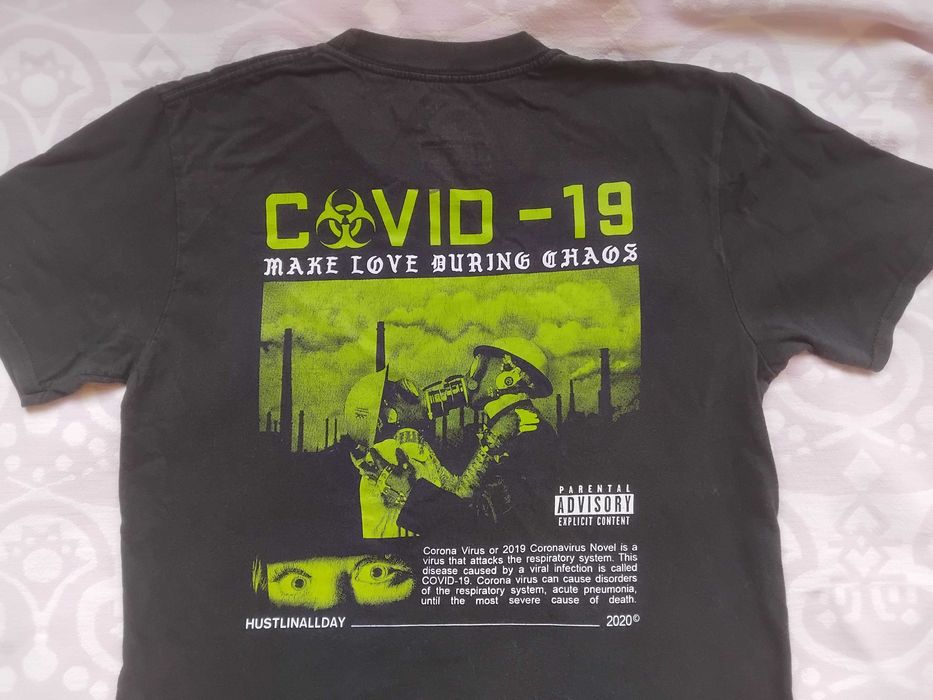 COVID -19
MAKE LOVE DURING CHAOS
PARENTAL
ADVISORY
EXPLICIT CONTENT
Corona Virus or 2019 Coronavirus Novel is a
virus that attacks the respiratory system. This
disease caused by a viral infection is called
COVID-19. Corona virus can cause disorders
of the respiratory system, acute pneumonia,
until the most severe cause of death.
HUSTLINALLDAY 2020©